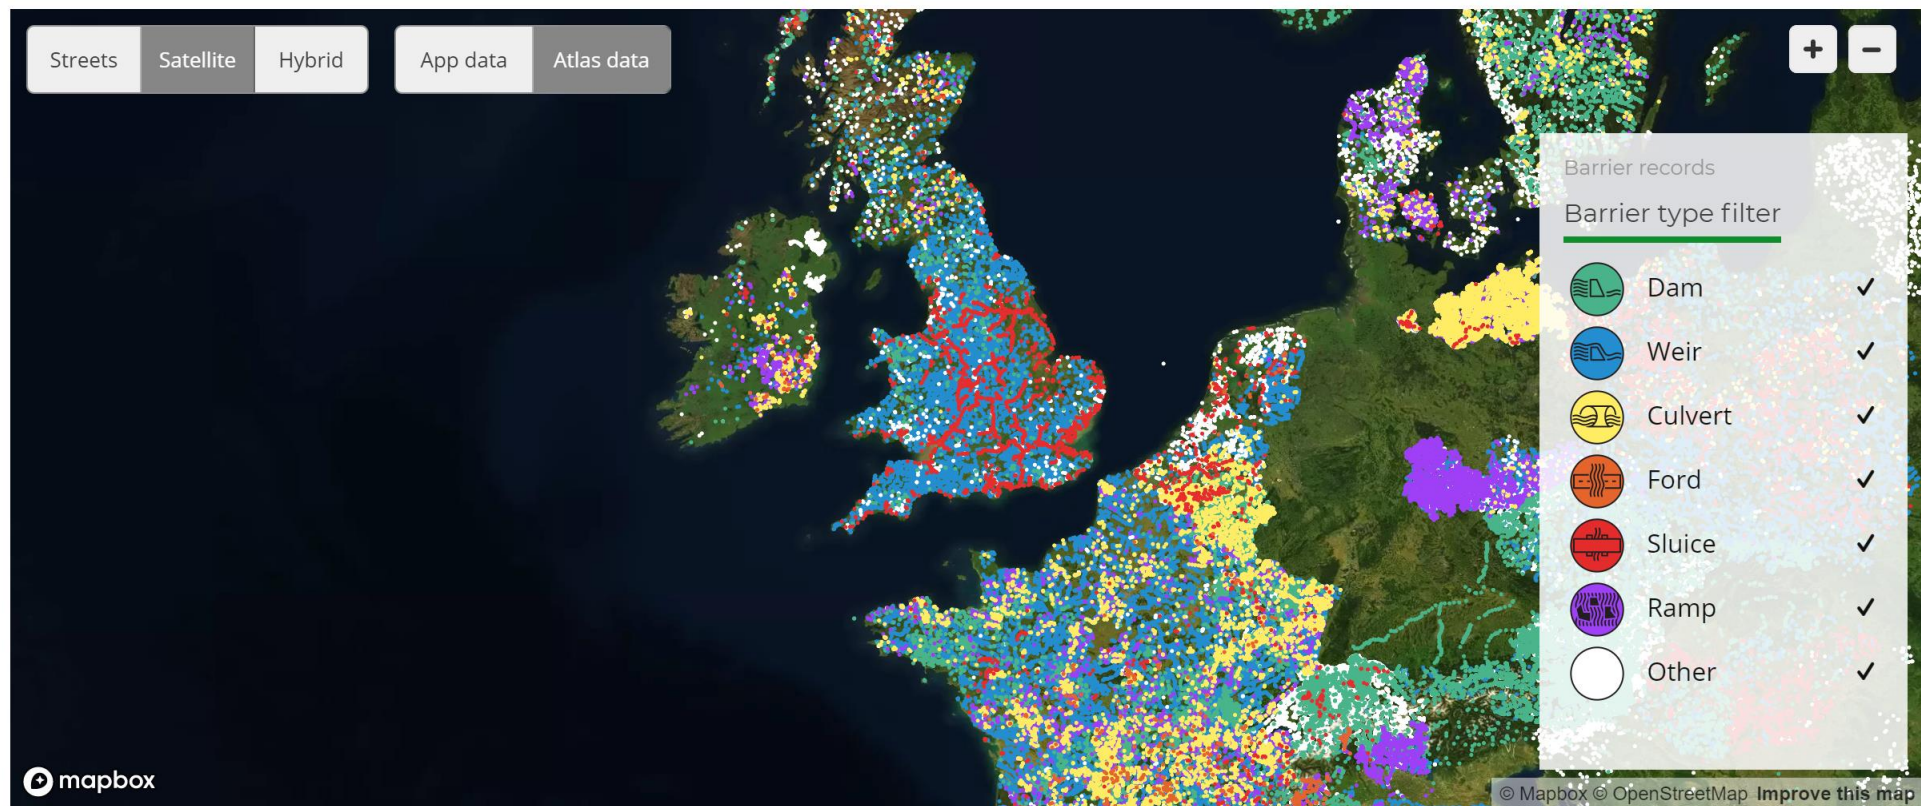 Streets Satellite Hybrid App data Atlas data + −
Barrier records
Barrier type filter
Dam ✓
Weir ✓
Culvert ✓
Ford ✓
Sluice ✓
Ramp ✓
Other ✓
mapbox
© Mapbox © OpenStreetMap Improve this map